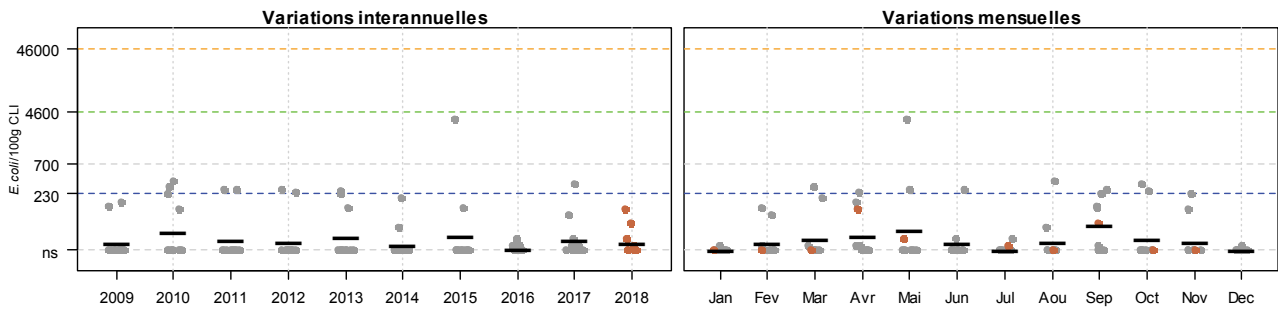 Variations interannuelles
Variations mensuelles
E.coli/100g CLI
46000
4600
700
230
ns
2009 2010 2011 2012 2013 2014 2015 2016 2017 2018
Jan Fev Mar Avr Mai Jun Jul Aou Sep Oct Nov Dec